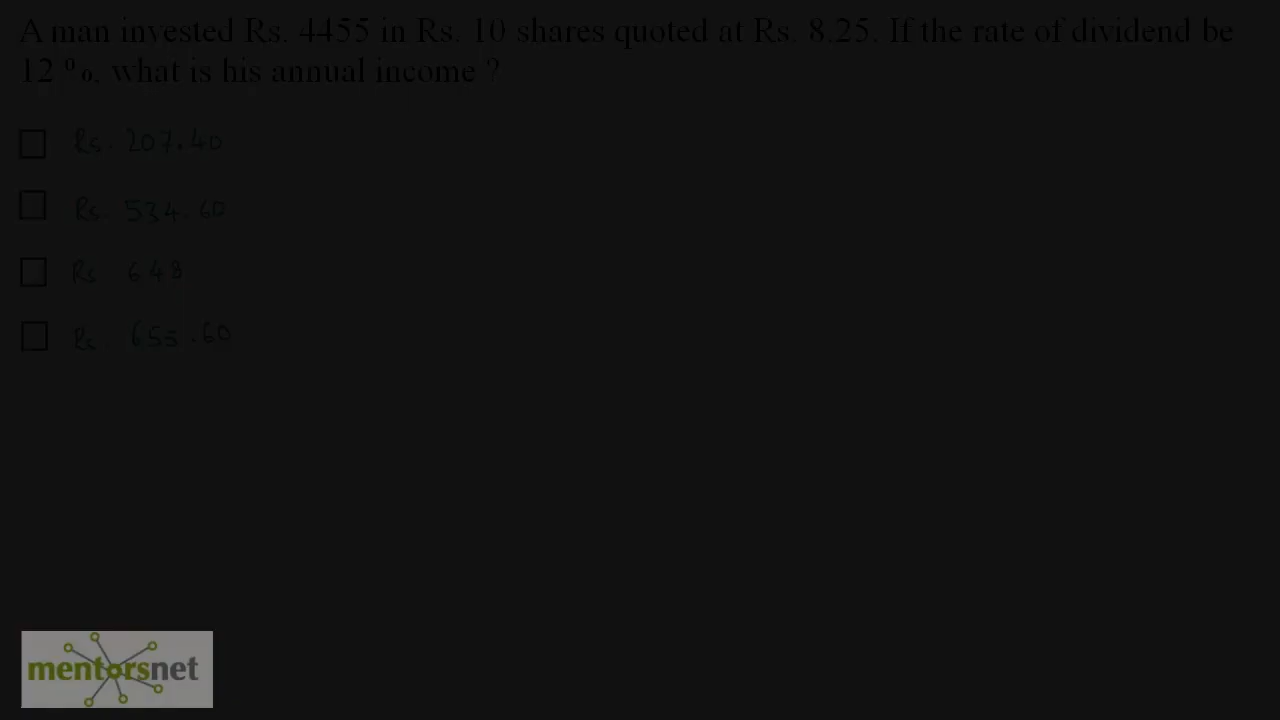 A man invested Rs. 4455 in Rs. 10 shares quoted at Rs. 8.25. If the rate of dividend be
12 %, what is his annual income ?
Rs. 207.40
Rs. 534.60
Rs 648
Rs 655.60
mentorsnet